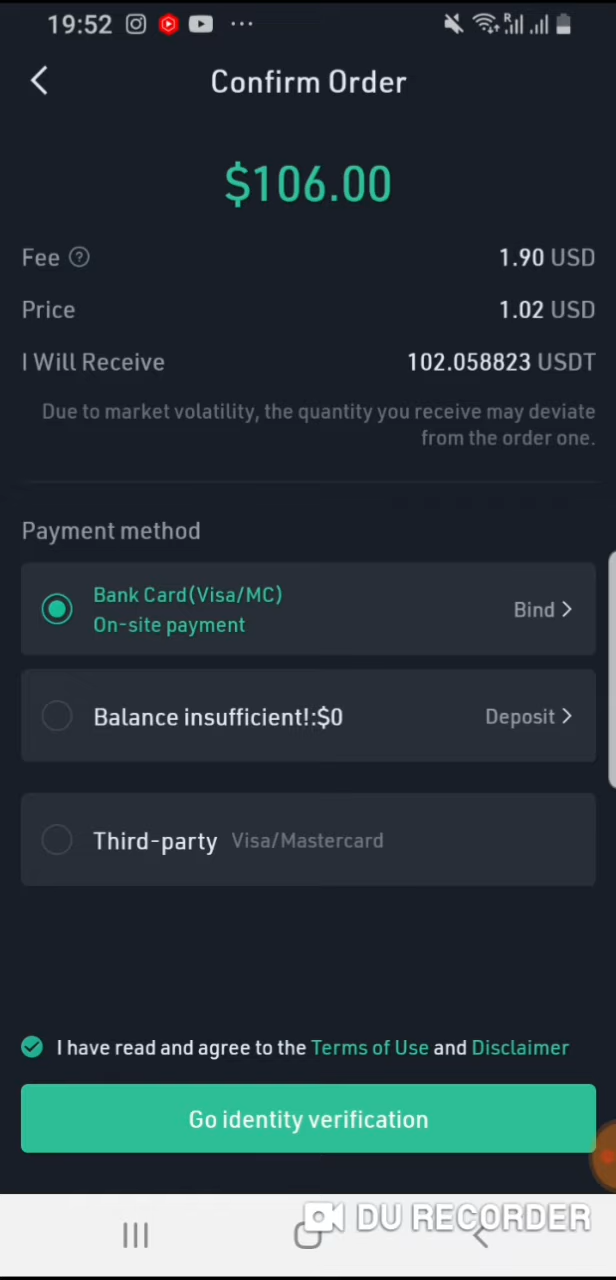 19:52
Confirm Order
$106.00
Fee ?
1.90 USD
Price
1.02 USD
I Will Receive
102.058823 USDT
Due to market volatility, the quantity you receive may deviate
from the order one.
Payment method
Bank Card(Visa/MC)
On-site payment
Bind >
Balance insufficient!:$0
Deposit >
Third-party Visa/Mastercard
I have read and agree to the Terms of Use and Disclaimer
Go identity verification
DU RECORDER